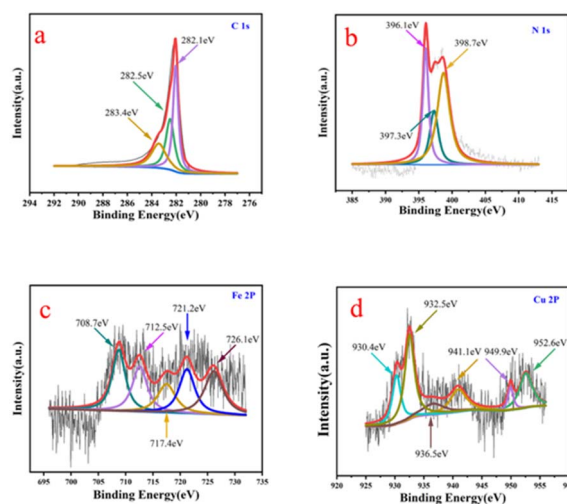 a
C 1s
282.1eV
282.5eV
283.4eV
Intensity(a.u.)
294 292 290 288 286 284 282 280 278 276
Binding Energy(eV)
b
N 1s
396.1eV
398.7eV
397.3eV
Intensity(a.u.)
385 390 395 400 405 410 415
Binding Energy(eV)
c
Fe 2P
721.2eV
708.7eV
712.5eV
726.1eV
717.4eV
Intensity(a.u.)
695 700 705 710 715 720 725 730 735
Binding Energy(eV)
d
Cu 2P
932.5eV
930.4eV
941.1eV
949.9eV
952.6eV
936.5eV
Intensity(a.u.)
925 930 935 940 945 950 955
Binding Energy(eV)